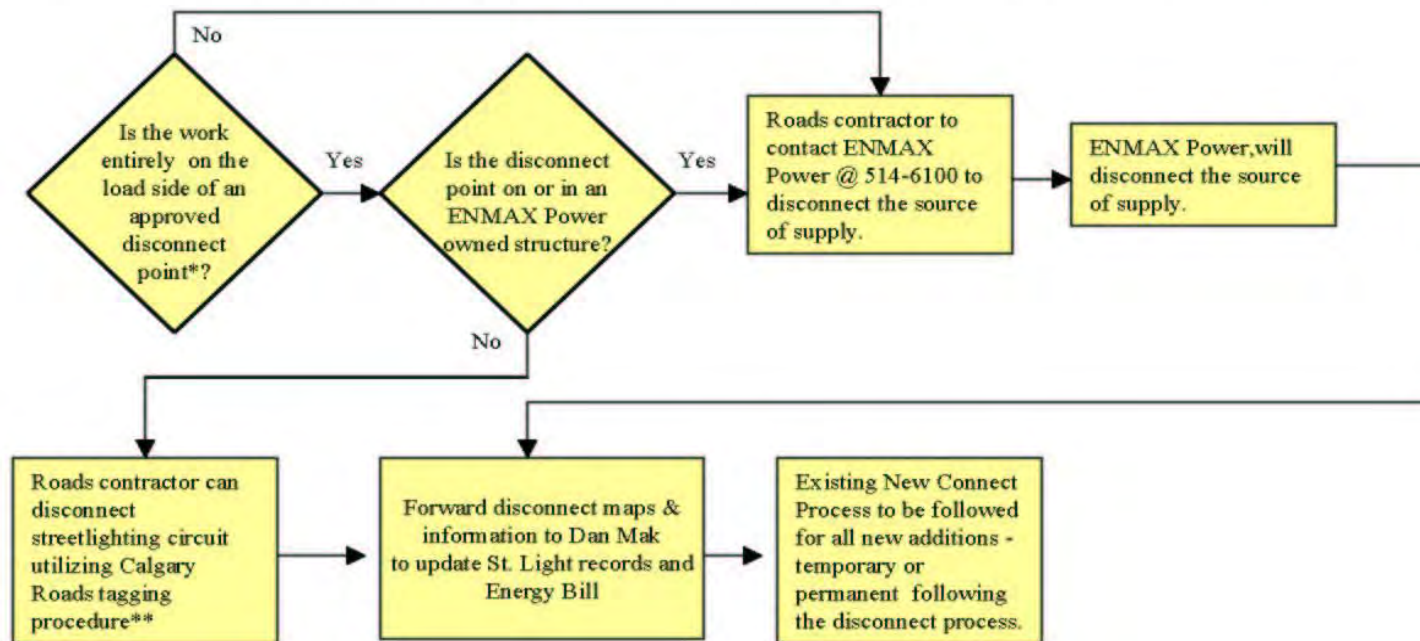 No
Is the work
entirely on the
load side of an
approved
disconnect
point*?
Yes
Is the disconnect
point on or in an
ENMAX Power
owned structure?
Yes
Roads contractor to
contact ENMAX
Power @ 514-6100 to
disconnect the source
of supply.
ENMAX Power,will
disconnect the source
of supply.
No
Roads contractor can
disconnect
streetlighting circuit
utilizing Calgary
Roads tagging
procedure**
Forward disconnect maps &
information to Dan Mak
to update St. Light records and
Energy Bill
Existing New Connect
Process to be followed
for all new additions -
temporary or
permanent following
the disconnect process.